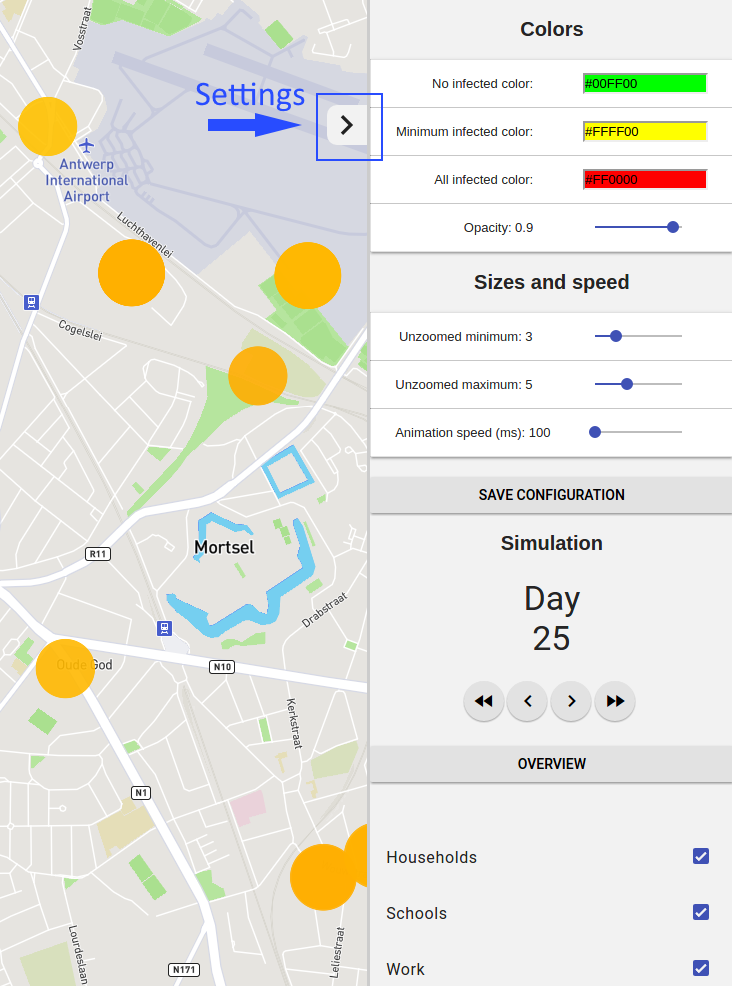 Vosstraat
Settings
Antwerp
International
Airport
Luchthavenlei
Cogelslei
Mortsel
R11
Drabstraat
Oude God
N10
Kerkstraat
N1
Lourdeslaan
N171
Leliestraat
Colors
No infected color: #00FF00
Minimum infected color: #FFFF00
All infected color: #FF0000
Opacity: 0.9
Sizes and speed
Unzoomed minimum: 3
Unzoomed maximum: 5
Animation speed (ms): 100
SAVE CONFIGURATION
Simulation
Day
25
OVERVIEW
Households
Schools
Work